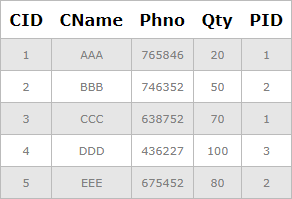 CID CName Phno Qty PID
1 AAA 765846 20 1
2 BBB 746352 50 2
3 CCC 638752 70 1
4 DDD 436227 100 3
5 EEE 675452 80 2